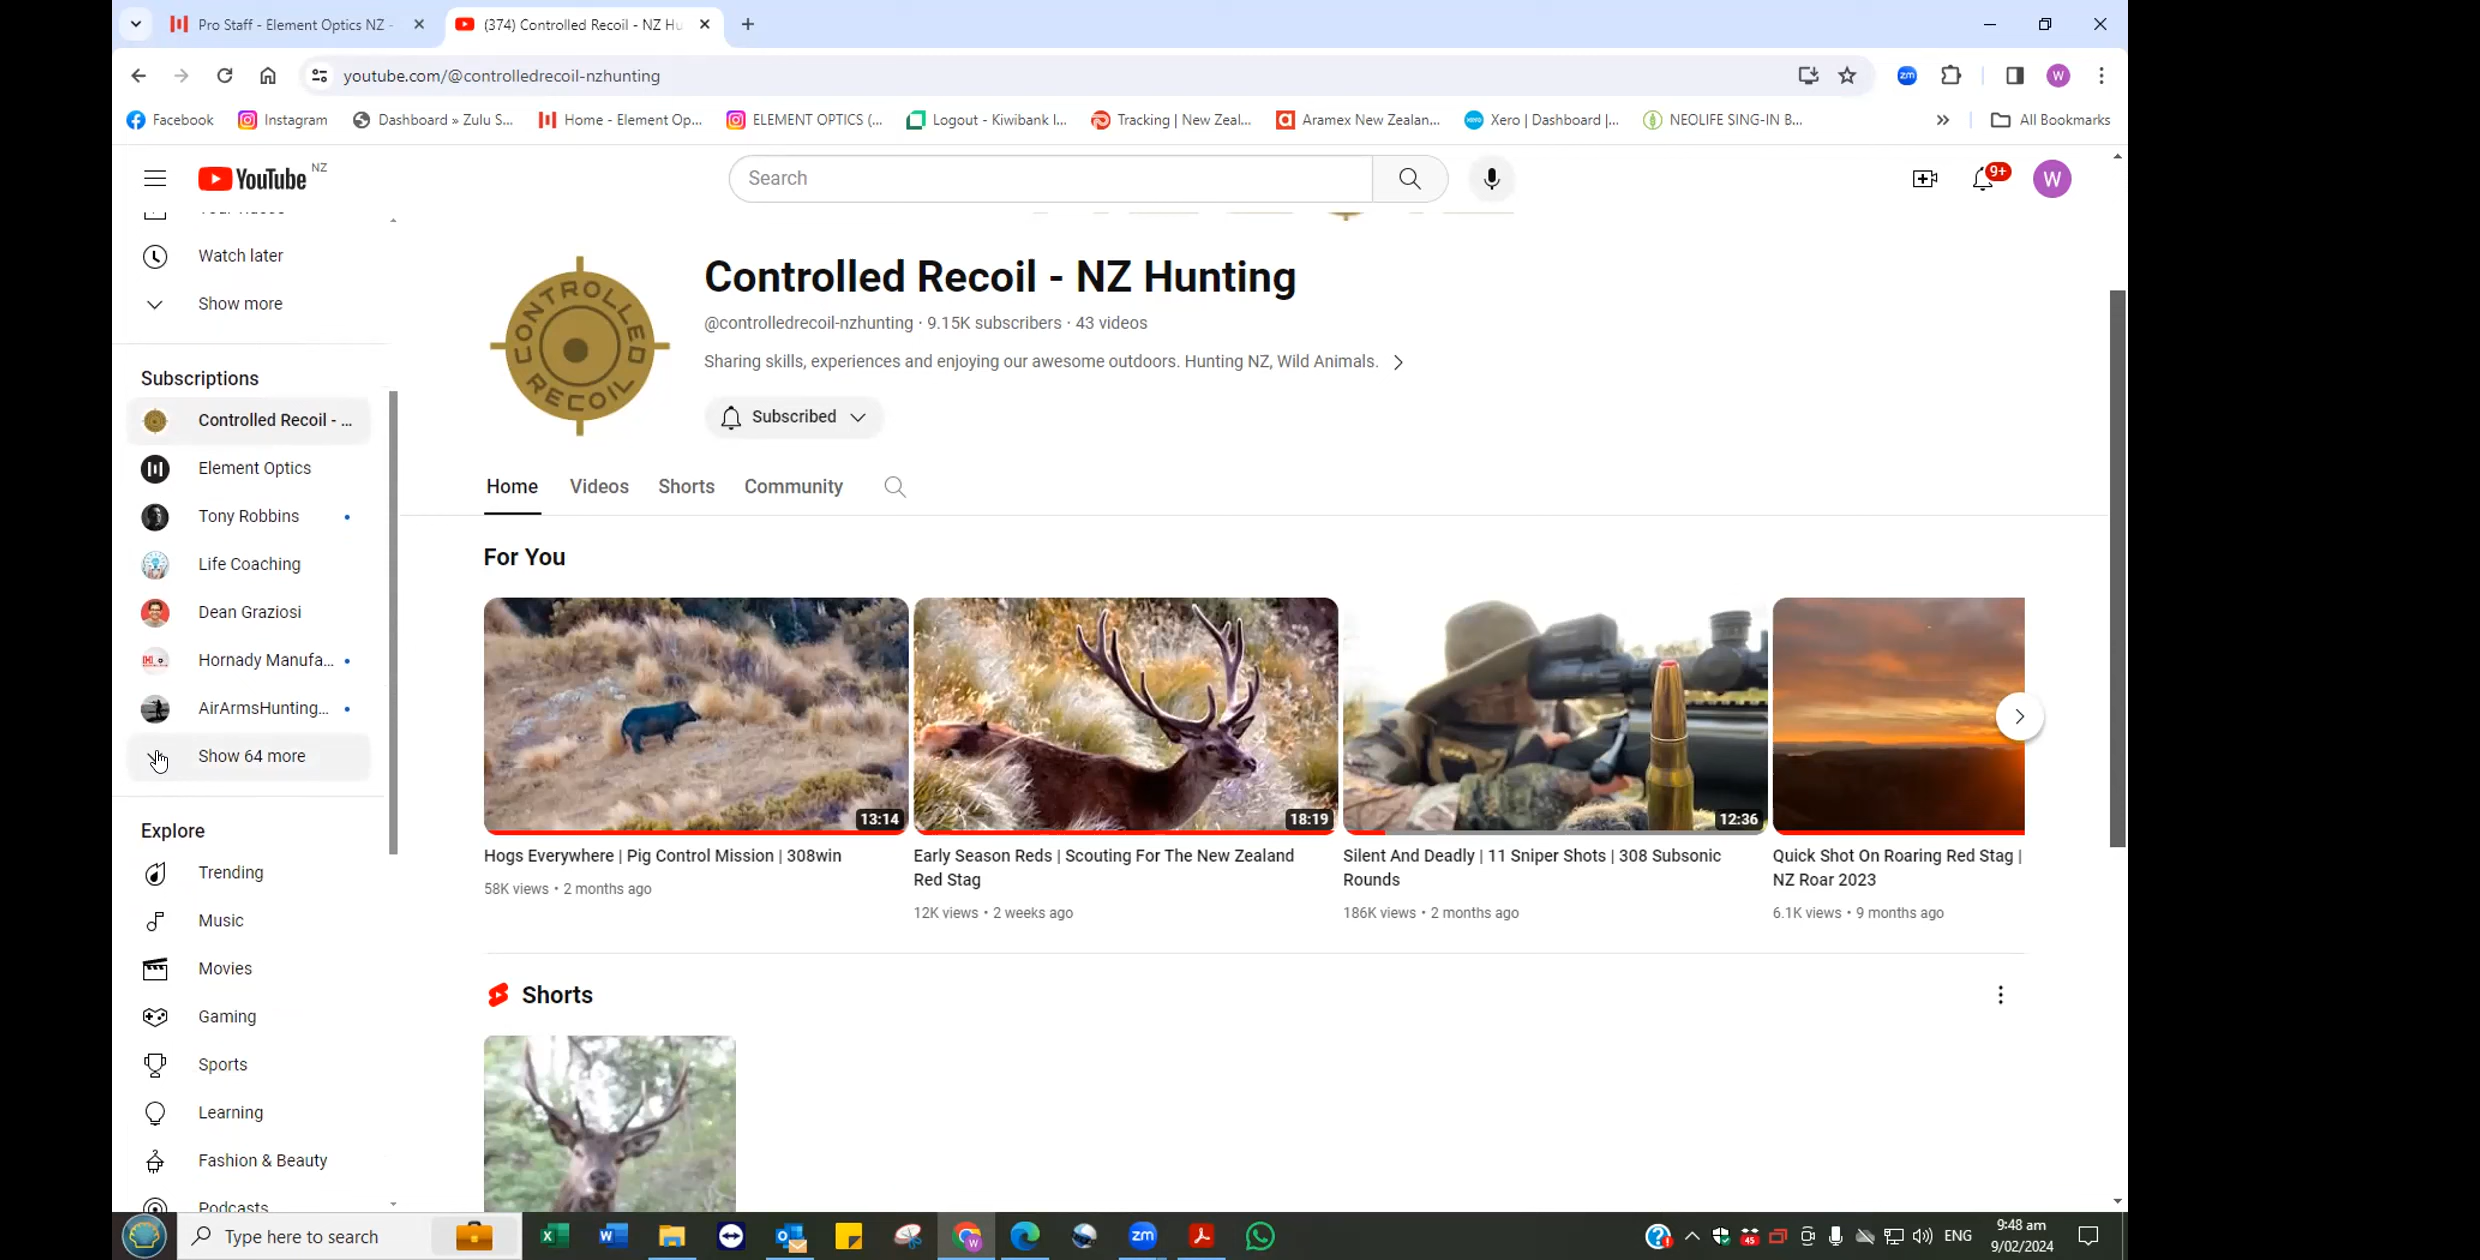 Pro Staff - Element Optics NZ -
(374) Controlled Recoil - NZ Hu
youtube.com/@controlledrecoil-nzhunting
zm
W
Facebook
Instagram
Dashboard » Zulu S...
Home - Element Op...
ELEMENT OPTICS (...
Logout - Kiwibank I...
Tracking | New Zeal...
Aramex New Zealan...
Xero | Dashboard |...
NEOLIFE SING-IN B...
All Bookmarks
YouTube NZ
Search
9+
W
Watch later
Show more
Subscriptions
Controlled Recoil - ...
Element Optics
Tony Robbins
Life Coaching
Dean Graziosi
Hornady Manufa...
AirArmsHunting...
Show 64 more
Explore
Trending
Music
Movies
Gaming
Sports
Learning
Fashion & Beauty
Podcasts
CONTROLLED
RECOIL
Controlled Recoil - NZ Hunting
@controlledrecoil-nzhunting · 9.15K subscribers · 43 videos
Sharing skills, experiences and enjoying our awesome outdoors. Hunting NZ, Wild Animals.
Subscribed
Home
Videos
Shorts
Community
For You
13:14
Hogs Everywhere | Pig Control Mission | 308win
58K views • 2 months ago
18:19
Early Season Reds | Scouting For The New Zealand
Red Stag
12K views • 2 weeks ago
12:36
Silent And Deadly | 11 Sniper Shots | 308 Subsonic
Rounds
186K views • 2 months ago
Quick Shot On Roaring Red Stag |
NZ Roar 2023
6.1K views • 9 months ago
Shorts
Type here to search
zm
45
ENG
9:48 am
9/02/2024